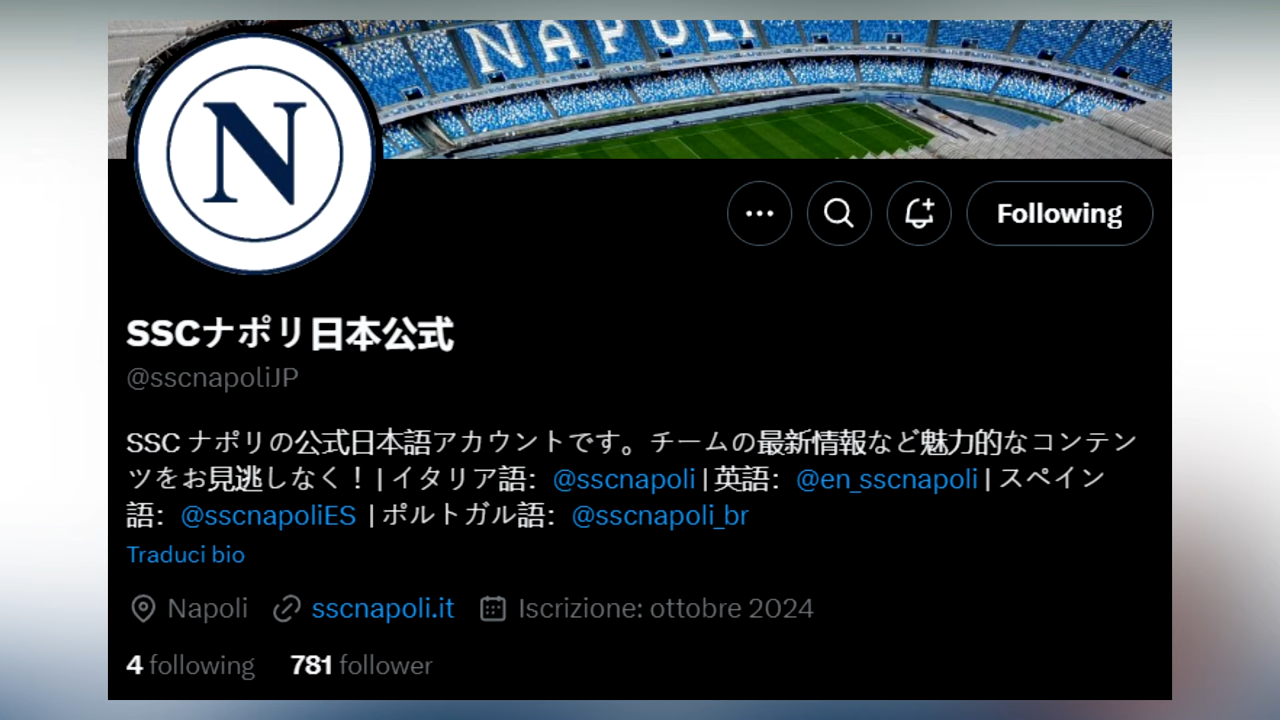 NAPOLI
N
Following
SSCナポリ日本公式
@sscnapoliJP
SSC ナポリの公式日本語アカウントです。チームの最新情報など魅力的なコンテン
ツをお見逃しなく！ | イタリア語： @sscnapoli | 英語： @en_sscnapoli | スペイン
語： @sscnapoliES | ポルトガル語： @sscnapoli_br
Traduci bio
Napoli sscnapoli.it Iscrizione: ottobre 2024
4 following 781 follower